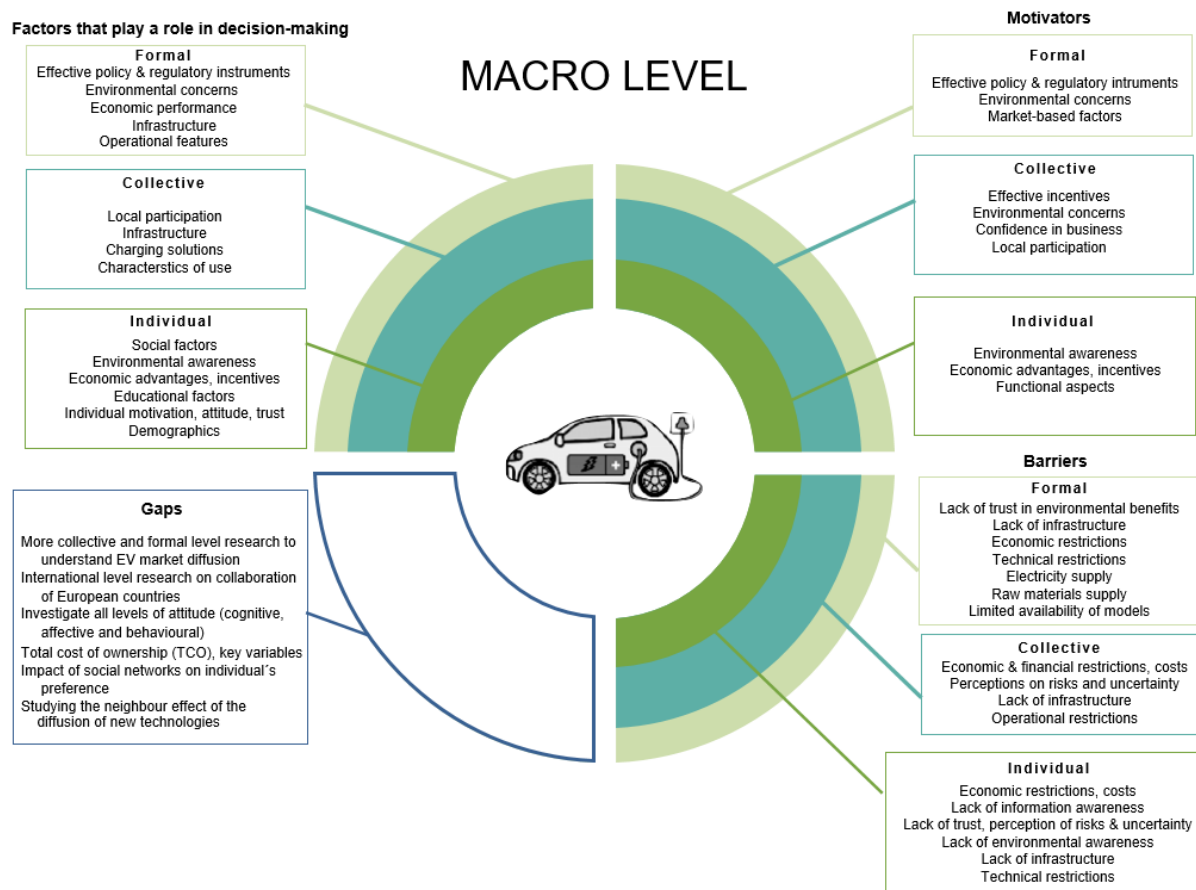 MACRO LEVEL
Factors that play a role in decision-making
Formal
Effective policy & regulatory instruments
Environmental concerns
Economic performance
Infrastructure
Operational features
Collective
Local participation
Infrastructure
Charging solutions
Characterstics of use
Individual
Social factors
Environmental awareness
Economic advantages, incentives
Educational factors
Individual motivation, attitude, trust
Demographics
Gaps
More collective and formal level research to
understand EV market diffusion
International level research on collaboration
of European countries
Investigate all levels of attitude (cognitive,
affective and behavioural)
Total cost of ownership (TCO), key variables
Impact of social networks on individual´s
preference
Studying the neighbour effect of the
diffusion of new technologies
Motivators
Formal
Effective policy & regulatory intruments
Environmental concerns
Market-based factors
Collective
Effective incentives
Environmental concerns
Confidence in business
Local participation
Individual
Environmental awareness
Economic advantages, incentives
Functional aspects
Barriers
Formal
Lack of trust in environmental benefits
Lack of infrastructure
Economic restrictions
Technical restrictions
Electricity supply
Raw materials supply
Limited availability of models
Collective
Economic & financial restrictions, costs
Perceptions on risks and uncertainty
Lack of infrastructure
Operational restrictions
Individual
Economic restrictions, costs
Lack of information awareness
Lack of trust, perception of risks & uncertainty
Lack of environmental awareness
Lack of infrastructure
Technical restrictions